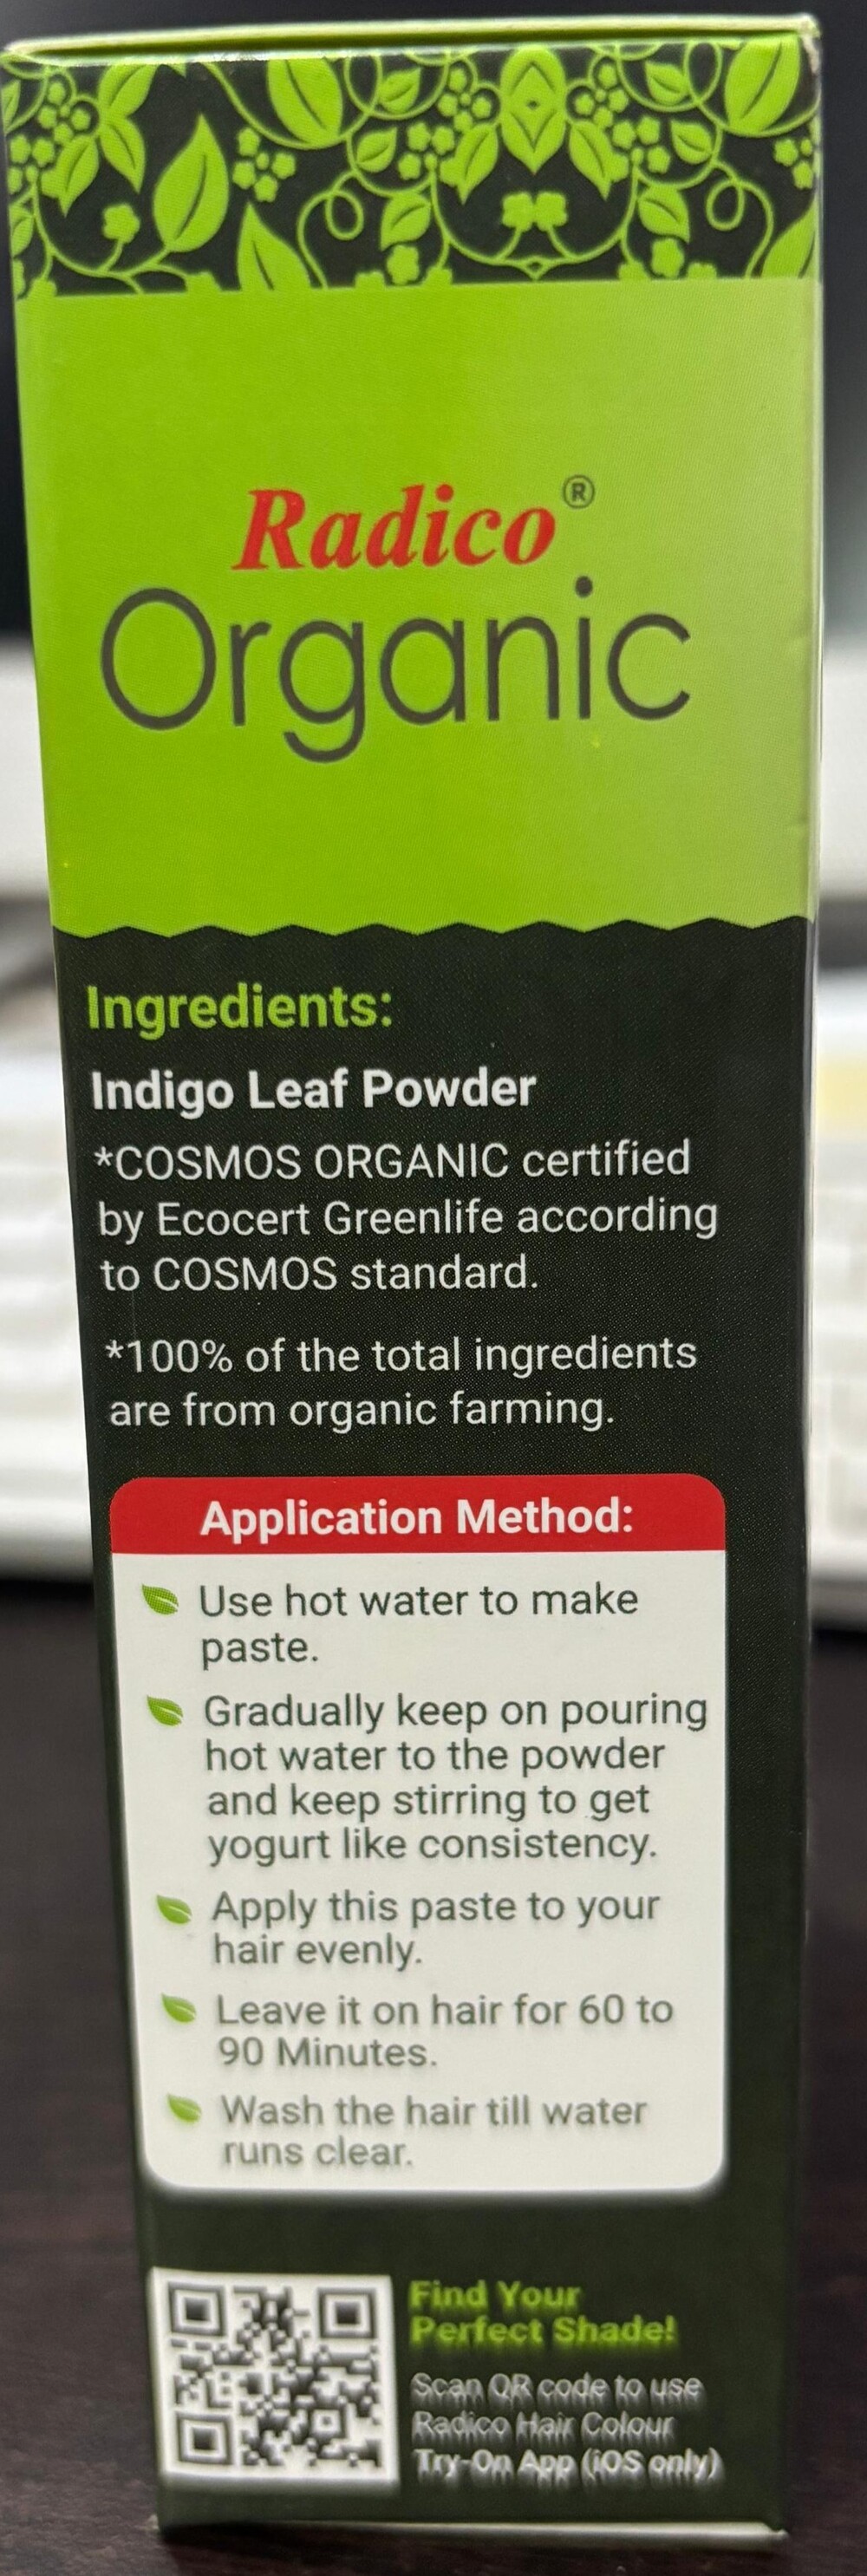 Radico®
Organic
Ingredients:
Indigo Leaf Powder
*COSMOS ORGANIC certified
by Ecocert Greenlife according
to COSMOS standard.
*100% of the total ingredients
are from organic farming.
Application Method:
Use hot water to make
paste.
Gradually keep on pouring
hot water to the powder
and keep stirring to get
yogurt like consistency.
Apply this paste to your
hair evenly.
Leave it on hair for 60 to
90 Minutes.
Wash the hair till water
runs clear.
Find Your
Perfect Shade!
Scan QR code to use
Radico Hair Colour
Try-On App (iOS only)